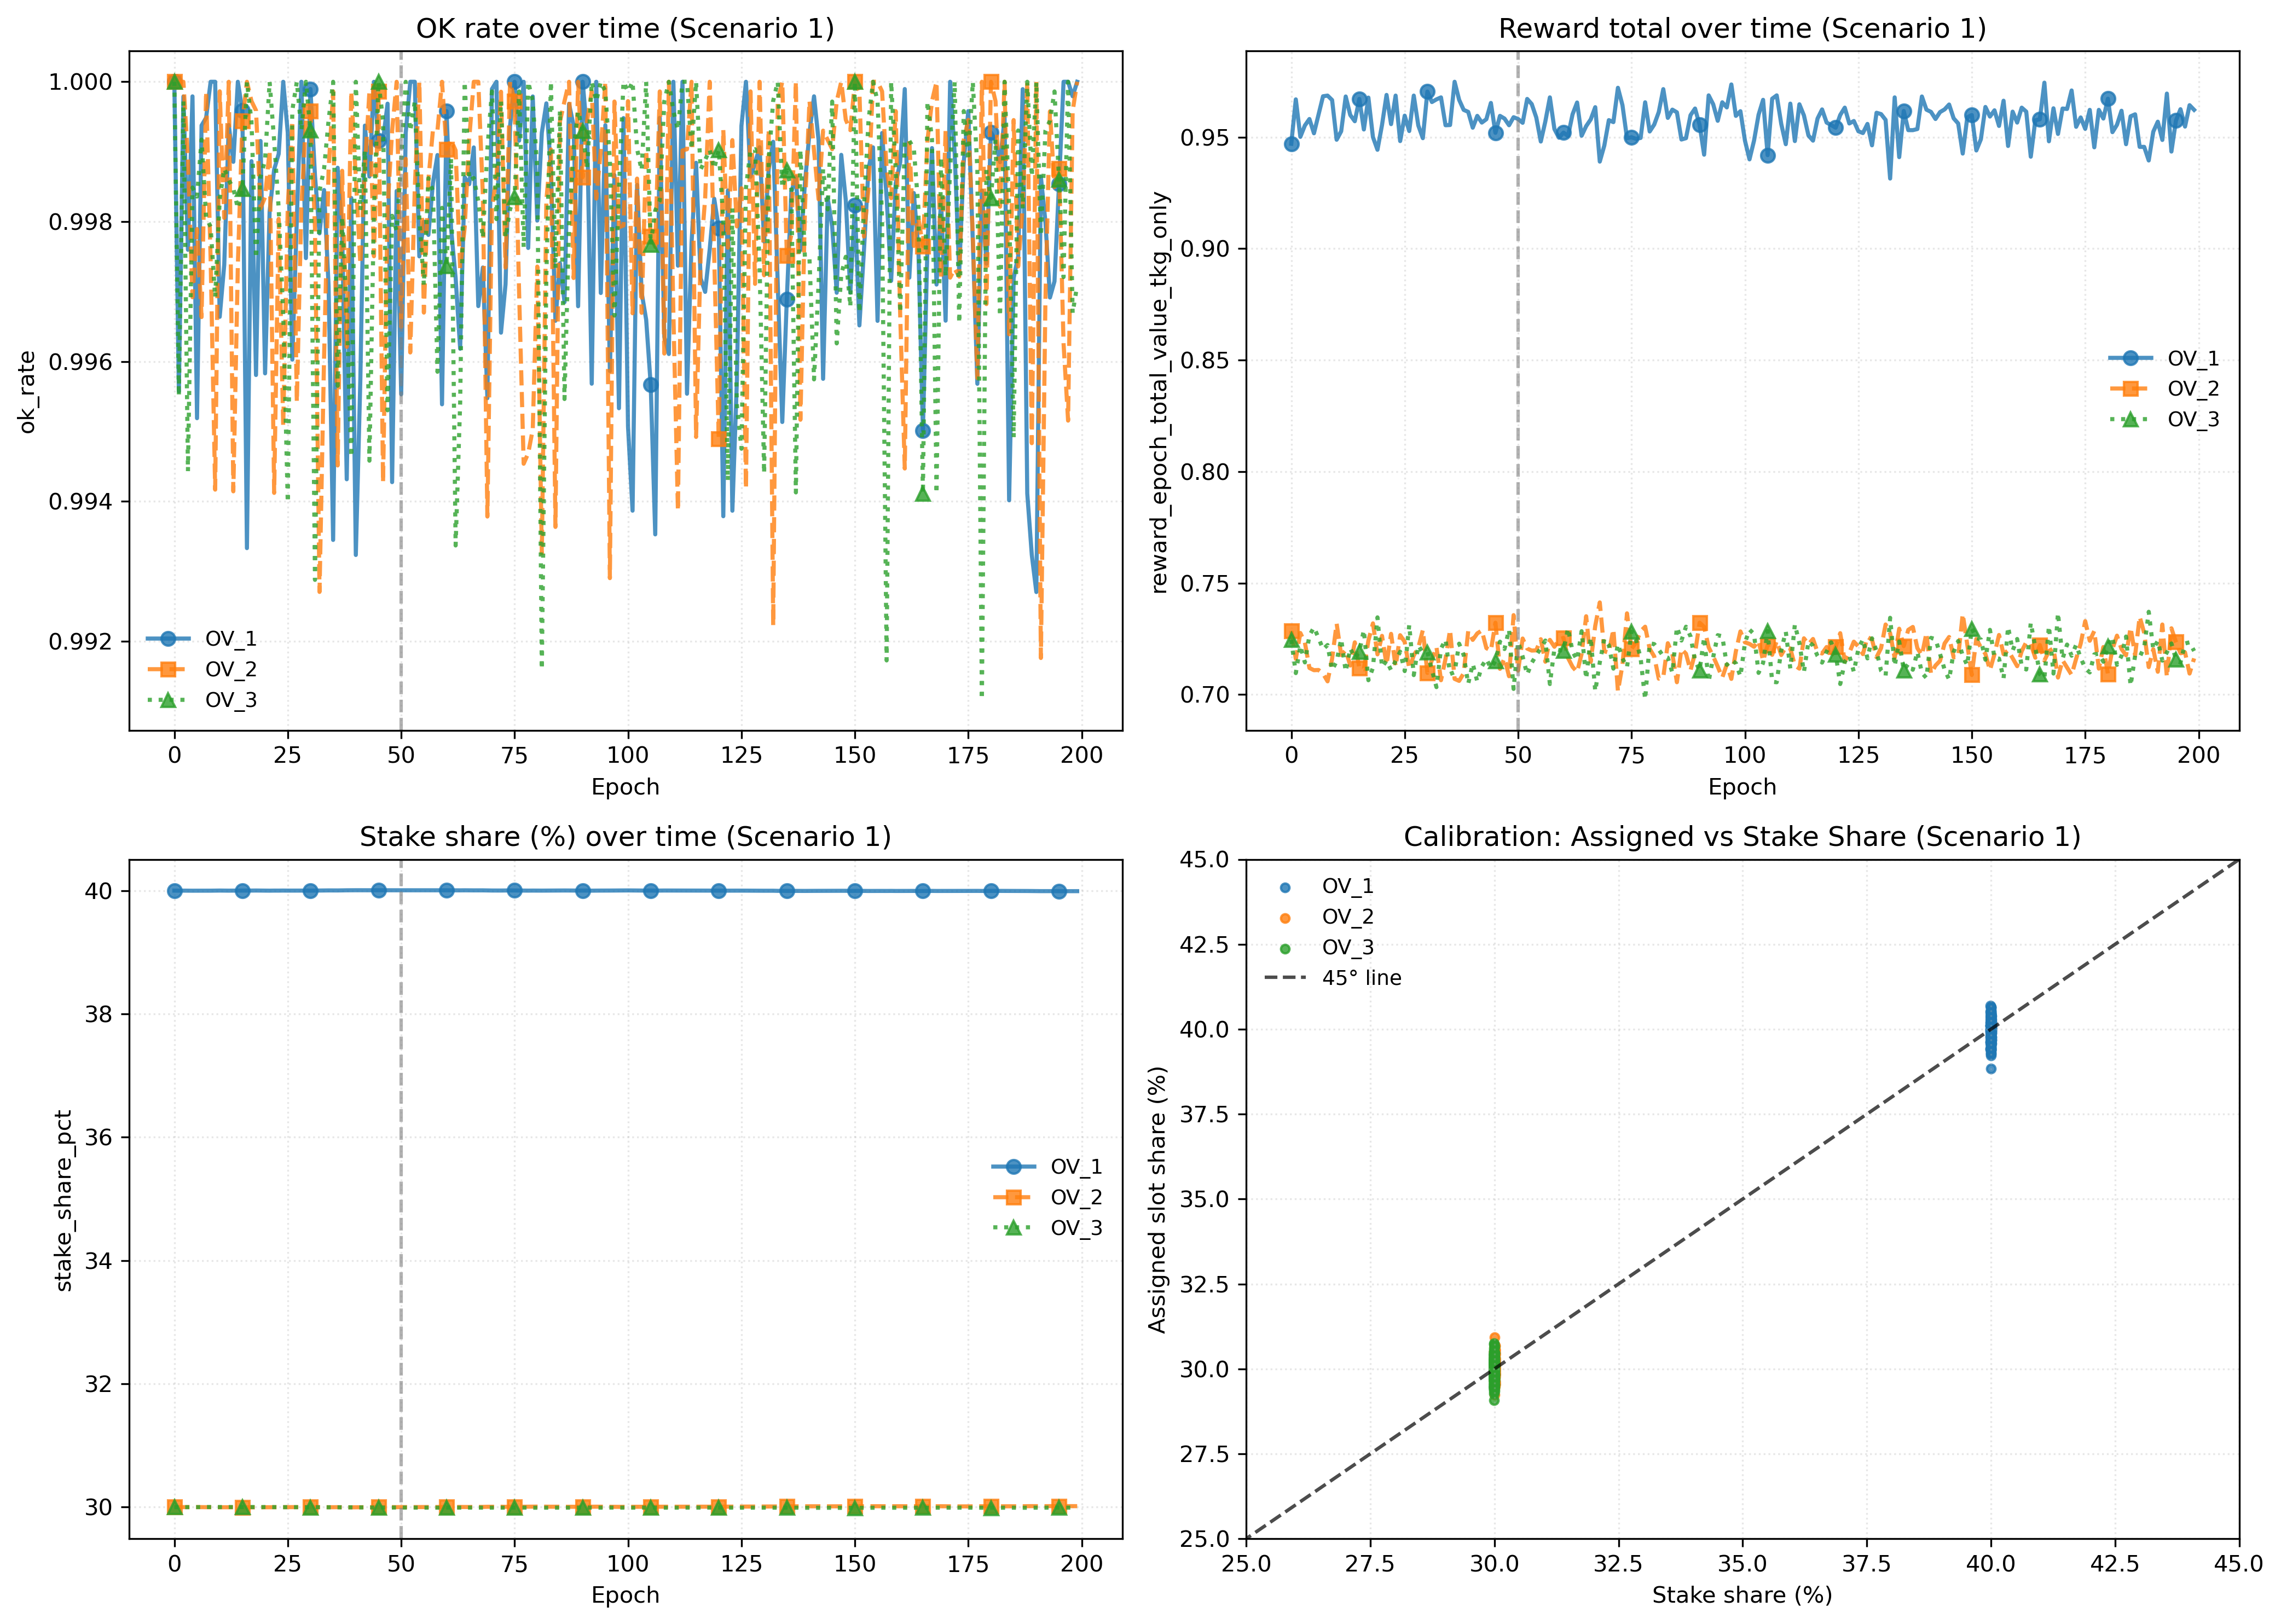 OK rate over time (Scenario 1)
ok_rate
1.000
0.998
0.996
0.994
0.992
OV_1
OV_2
OV_3
0 25 50 75 100 125 150 175 200
Epoch
Reward total over time (Scenario 1)
reward_epoch_total_value_tkg_only
0.95
0.90
0.85
0.80
0.75
0.70
OV_1
OV_2
OV_3
0 25 50 75 100 125 150 175 200
Epoch
Stake share (%) over time (Scenario 1)
stake_share_pct
40
38
36
34
32
30
OV_1
OV_2
OV_3
0 25 50 75 100 125 150 175 200
Epoch
Calibration: Assigned vs Stake Share (Scenario 1)
Assigned slot share (%)
45.0
42.5
40.0
37.5
35.0
32.5
30.0
27.5
25.0
OV_1
OV_2
OV_3
45° line
25.0 27.5 30.0 32.5 35.0 37.5 40.0 42.5 45.0
Stake share (%)